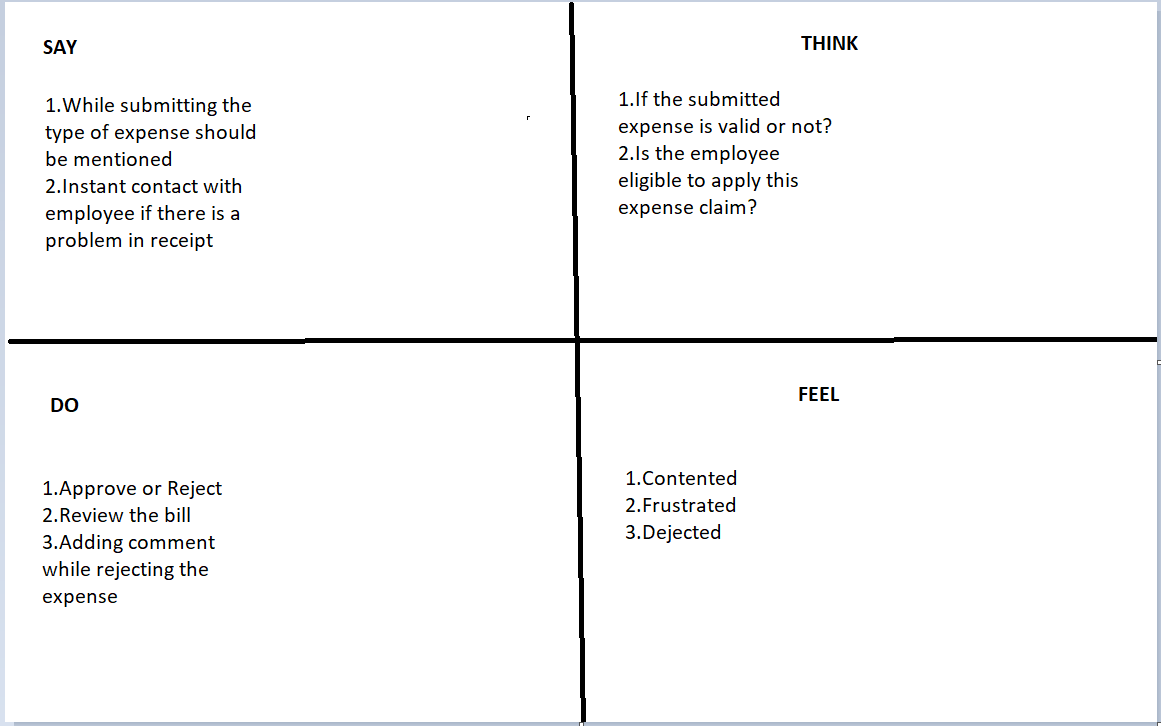 SAY
1.While submitting the
type of expense should
be mentioned
2.Instant contact with
employee if there is a
problem in receipt
THINK
1.If the submitted
expense is valid or not?
2.Is the employee
eligible to apply this
expense claim?
DO
1.Approve or Reject
2.Review the bill
3.Adding comment
while rejecting the
expense
FEEL
1.Contented
2.Frustrated
3.Dejected